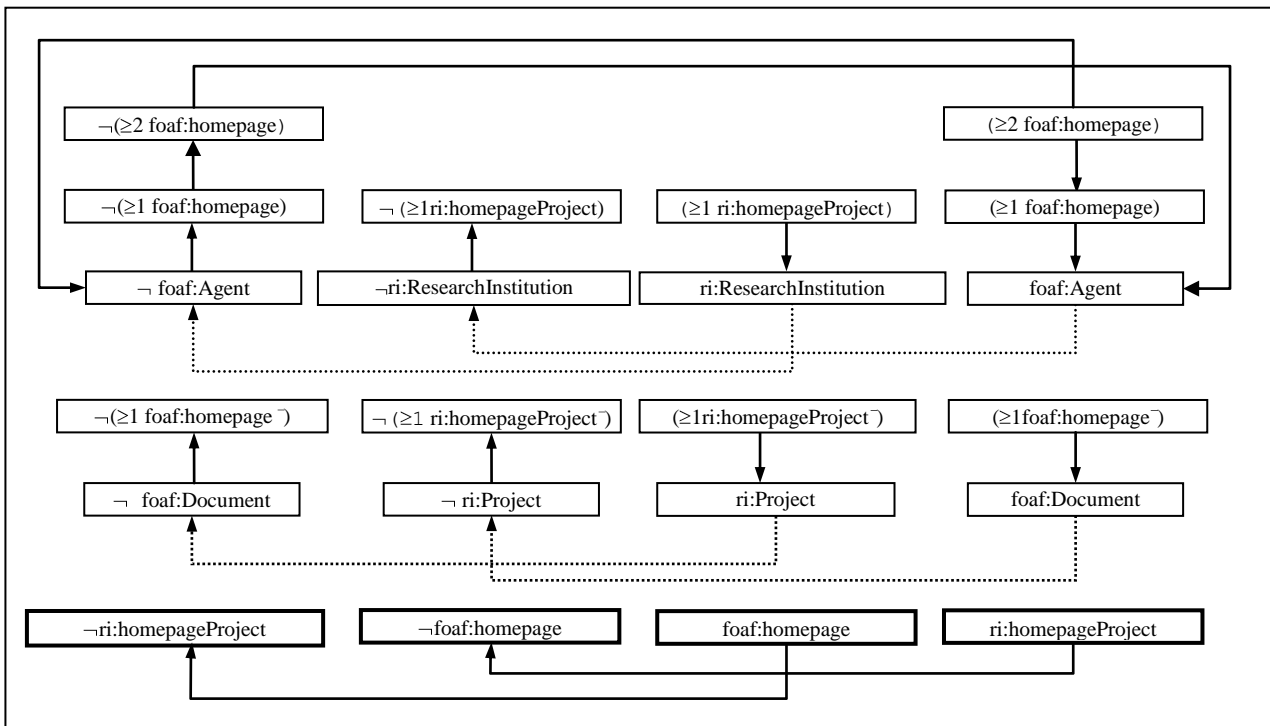 ¬(≥2 foaf:homepage)
(≥2 foaf:homepage)
¬(≥1 foaf:homepage)
¬ (≥1ri:homepageProject)
(≥1 ri:homepageProject)
(≥1 foaf:homepage)
¬ foaf:Agent
¬ri:ResearchInstitution
ri:ResearchInstitution
foaf:Agent
¬(≥1 foaf:homepage⁻)
¬ (≥1 ri:homepageProject⁻)
(≥1ri:homepageProject⁻)
(≥1foaf:homepage⁻)
¬ foaf:Document
¬ ri:Project
ri:Project
foaf:Document
¬ri:homepageProject
¬foaf:homepage
foaf:homepage
ri:homepageProject